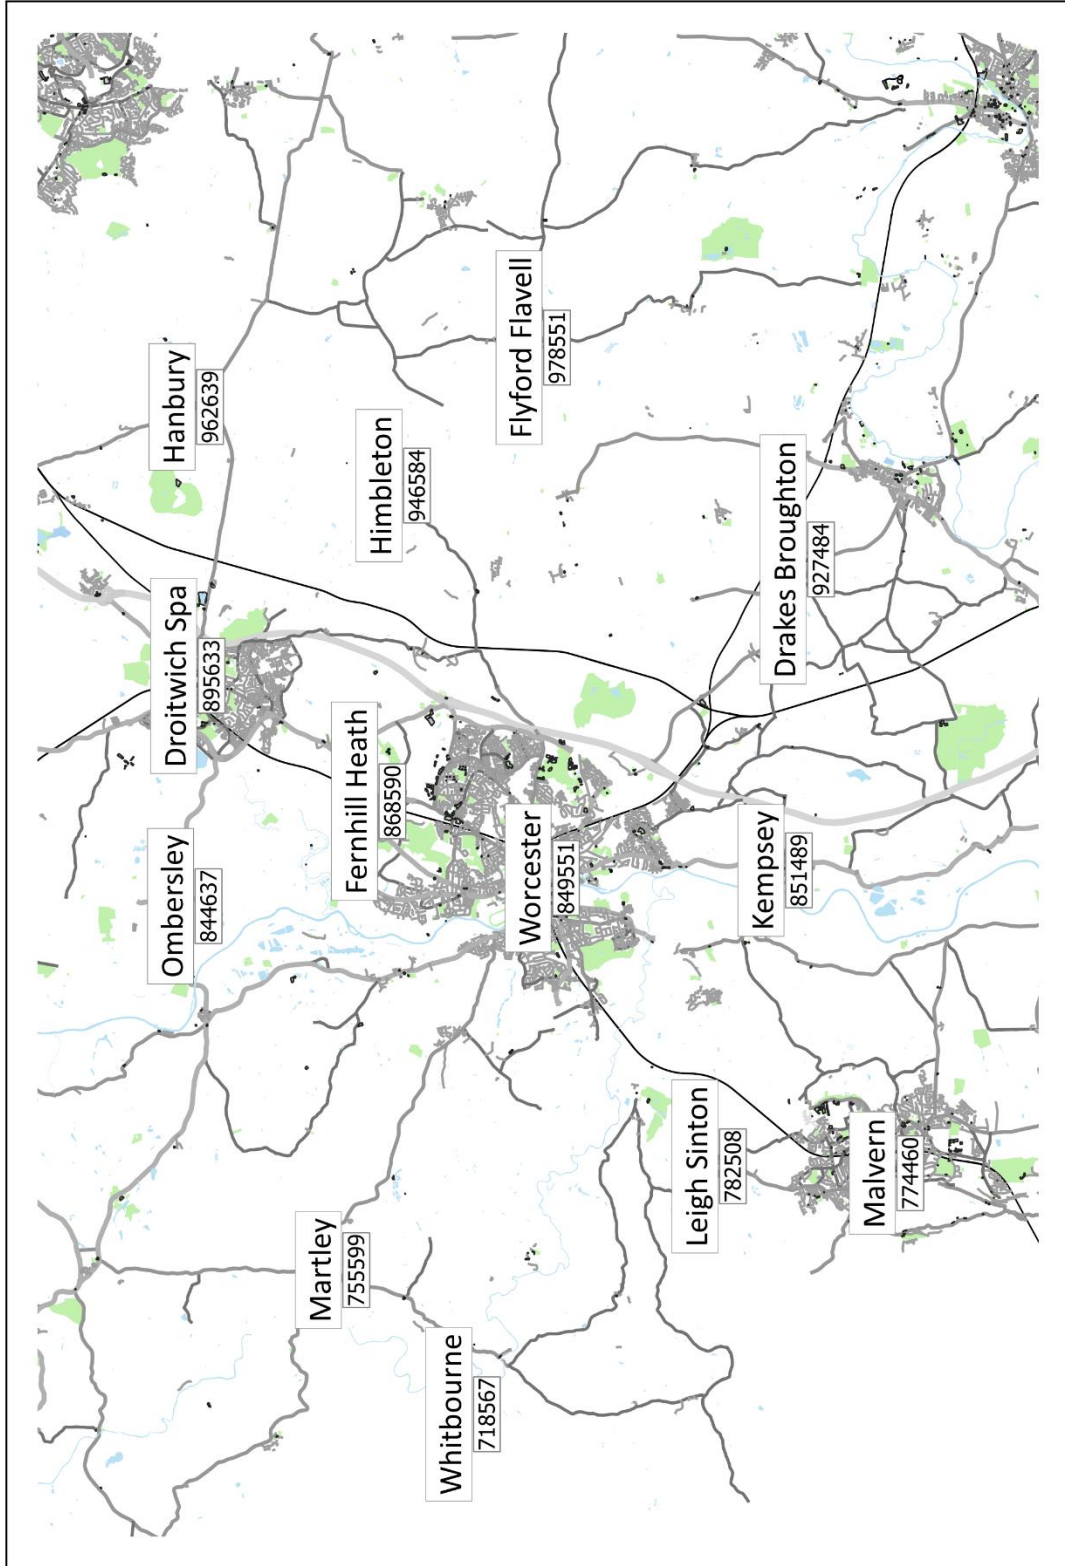 Hanbury
962639
Droitwich Spa
895633
Ombersley
844637
Himbleton
946584
Fernhill Heath
868590
Martley
755599
Flyford Flavell
978551
Worcester
849551
Whitbourne
718567
Drakes Broughton
927484
Kempsey
851489
Leigh Sinton
782508
Malvern
774460